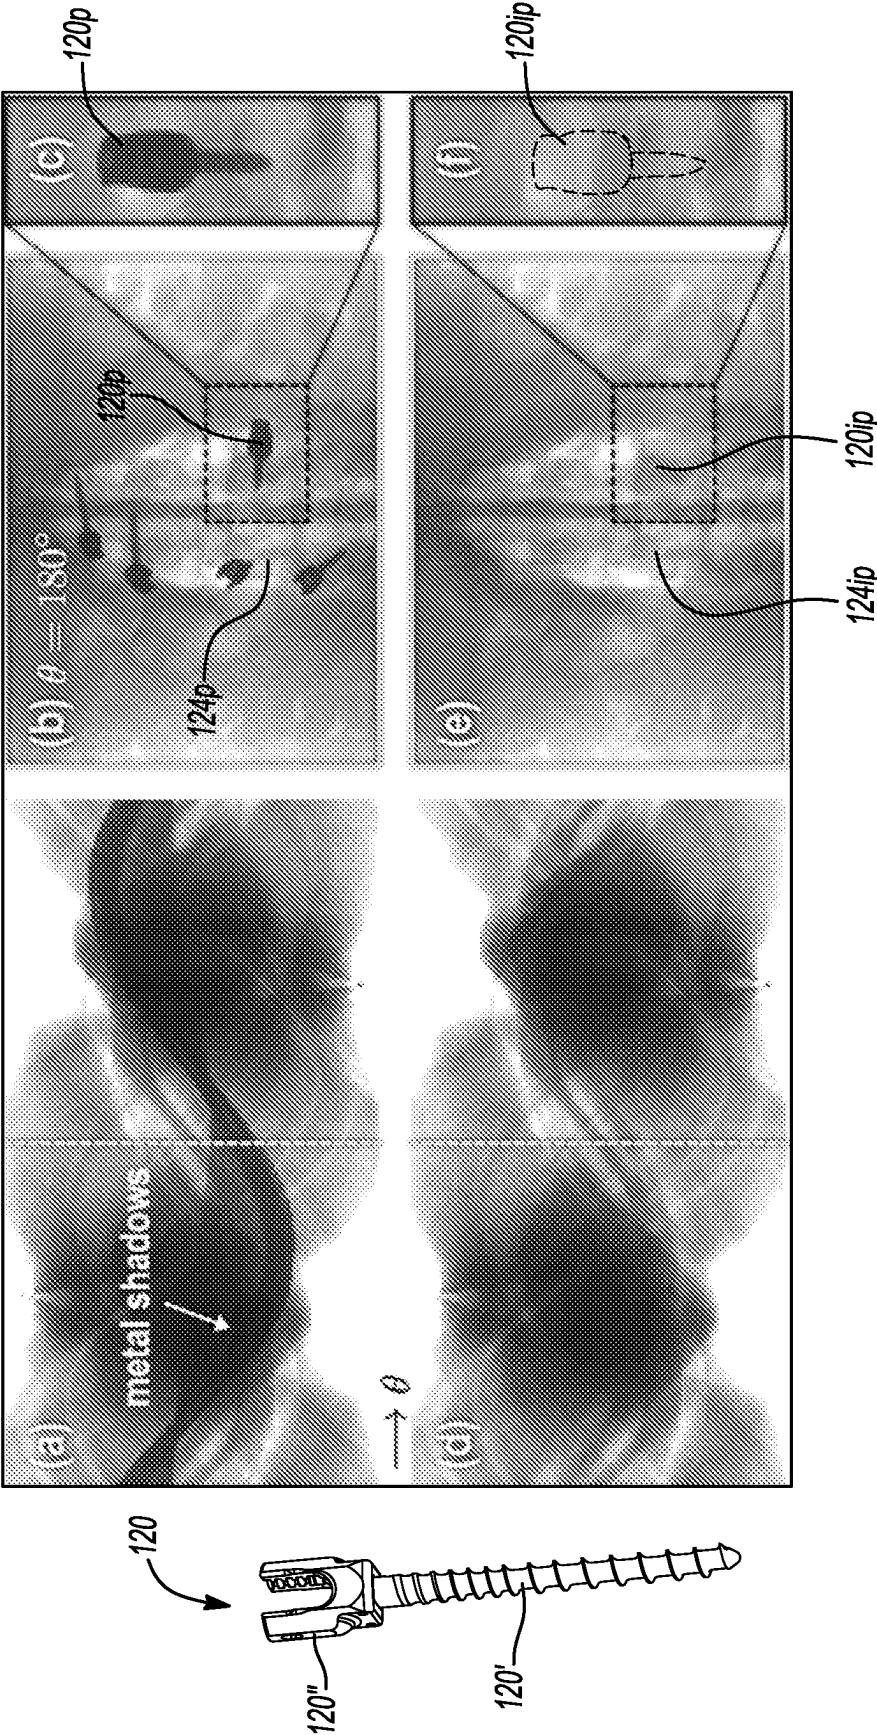 120
120"
120'
(a)
metal shadows
→ θ
(d)
(b) θ = 180°
120p
124p
(e)
124ip
120ip
(c)
120p
(f)
120ip